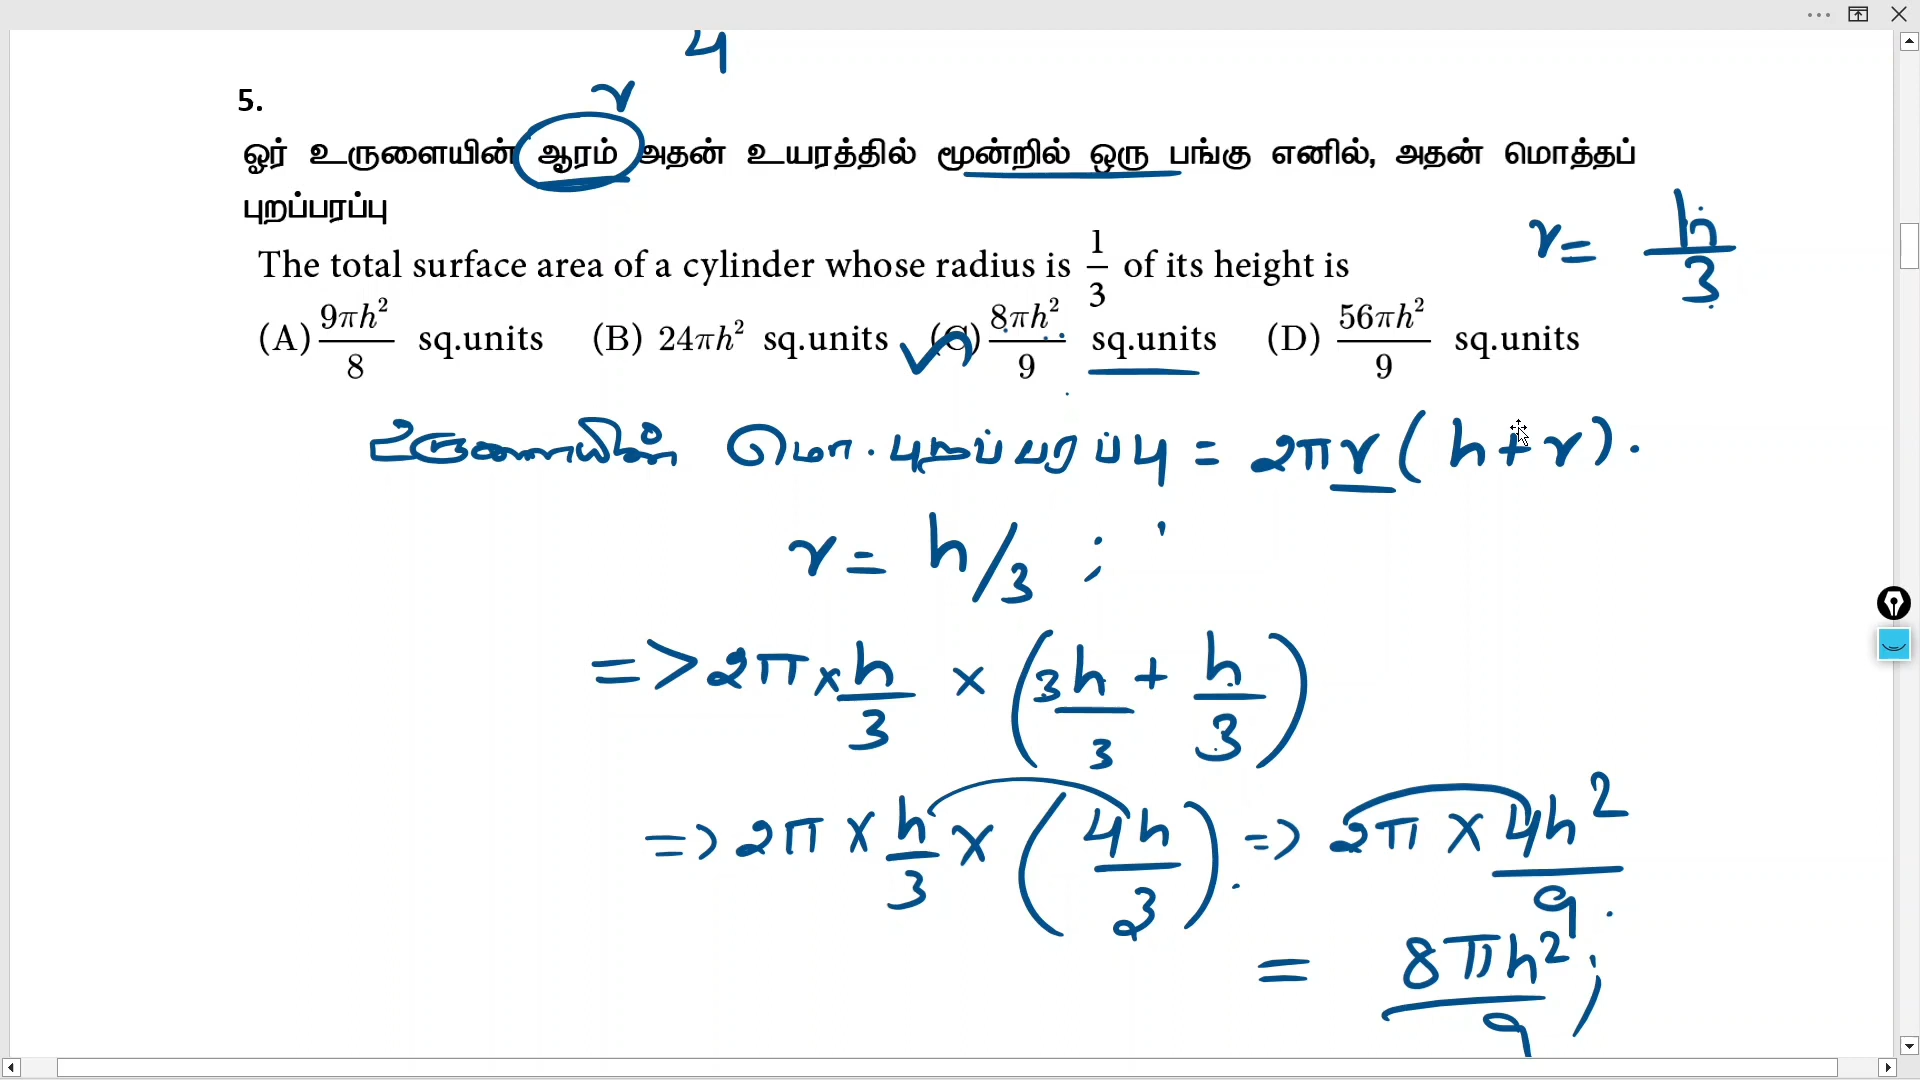 4
5.
r
ஓர் உருளையின் ஆரம் அதன் உயரத்தில் மூன்றில் ஒரு பங்கு எனில், அதன் மொத்தப்
புறப்பரப்பு
The total surface area of a cylinder whose radius is 1/3 of its height is
r = h/3
(A) 9πh²/8 sq.units (B) 24πh² sq.units (C) 8πh²/9 sq.units (D) 56πh²/9 sq.units
உருளையின் மொ. புறப்பரப்பு = 2πr (h+r).
r = h/3 ;
=> 2π × h/3 × (3h/3 + h/3)
=> 2π × h/3 × (4h/3). => 2π × 4h²/9.
= 8πh²/9 ;